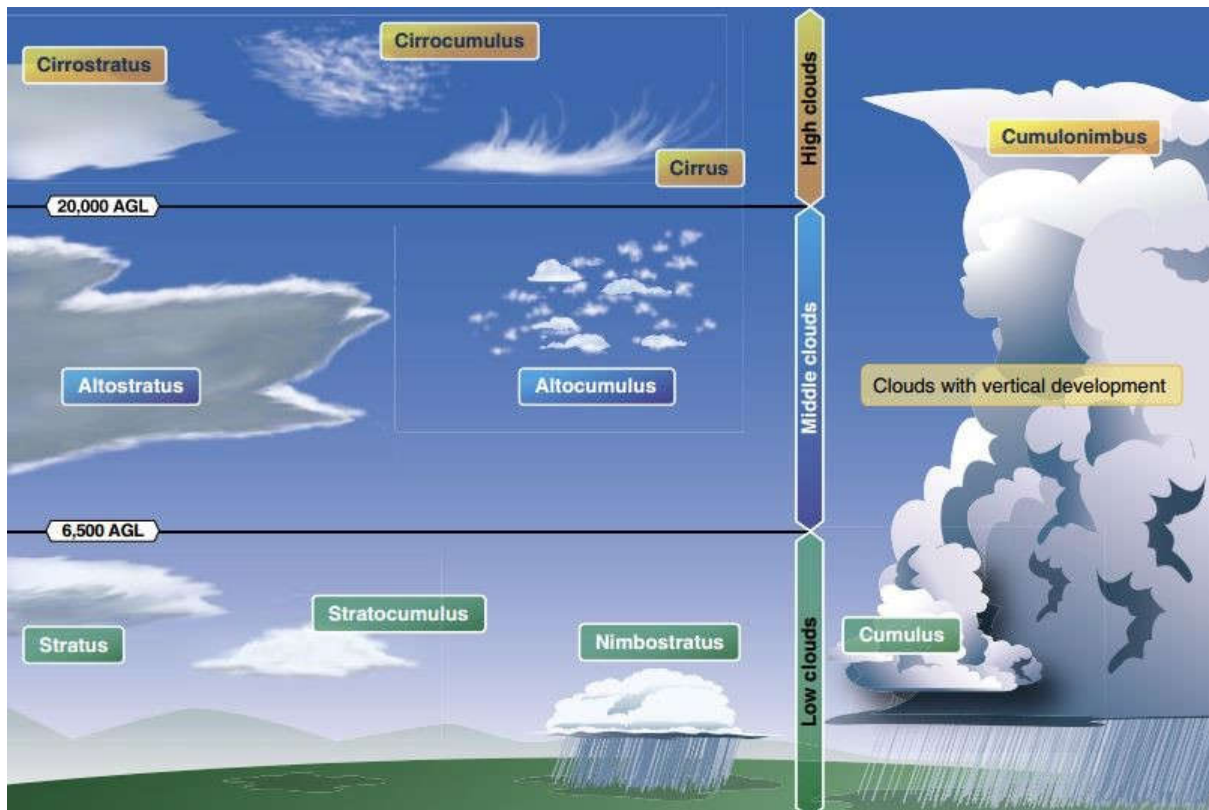 Cirrocumulus
Cirrostratus
Cirrus
High clouds
Cumulonimbus
20,000 AGL
Altostratus
Altocumulus
Middle clouds
Clouds with vertical development
6,500 AGL
Stratus
Stratocumulus
Nimbostratus
Low clouds
Cumulus